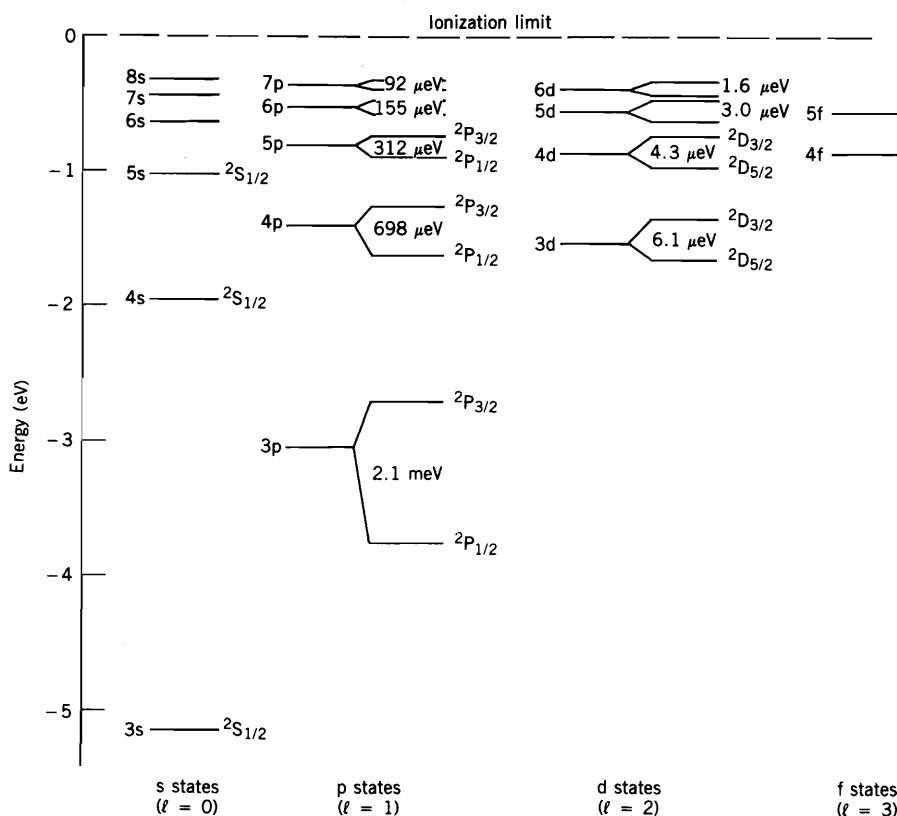 Ionization limit
0
8s
7s
6s
5s
²S₁/₂
4s
²S₁/₂
3s
²S₁/₂
7p
92 μeV
6p
155 μeV
5p
312 μeV
²P₃/₂
²P₁/₂
4p
698 μeV
²P₃/₂
²P₁/₂
3p
2.1 meV
²P₃/₂
²P₁/₂
6d
1.6 μeV
5d
3.0 μeV
4d
4.3 μeV
²D₃/₂
²D₅/₂
3d
6.1 μeV
²D₃/₂
²D₅/₂
5f
4f
−1
−2
−3
−4
−5
Energy (eV)
s states
(ℓ = 0)
p states
(ℓ = 1)
d states
(ℓ = 2)
f states
(ℓ = 3)